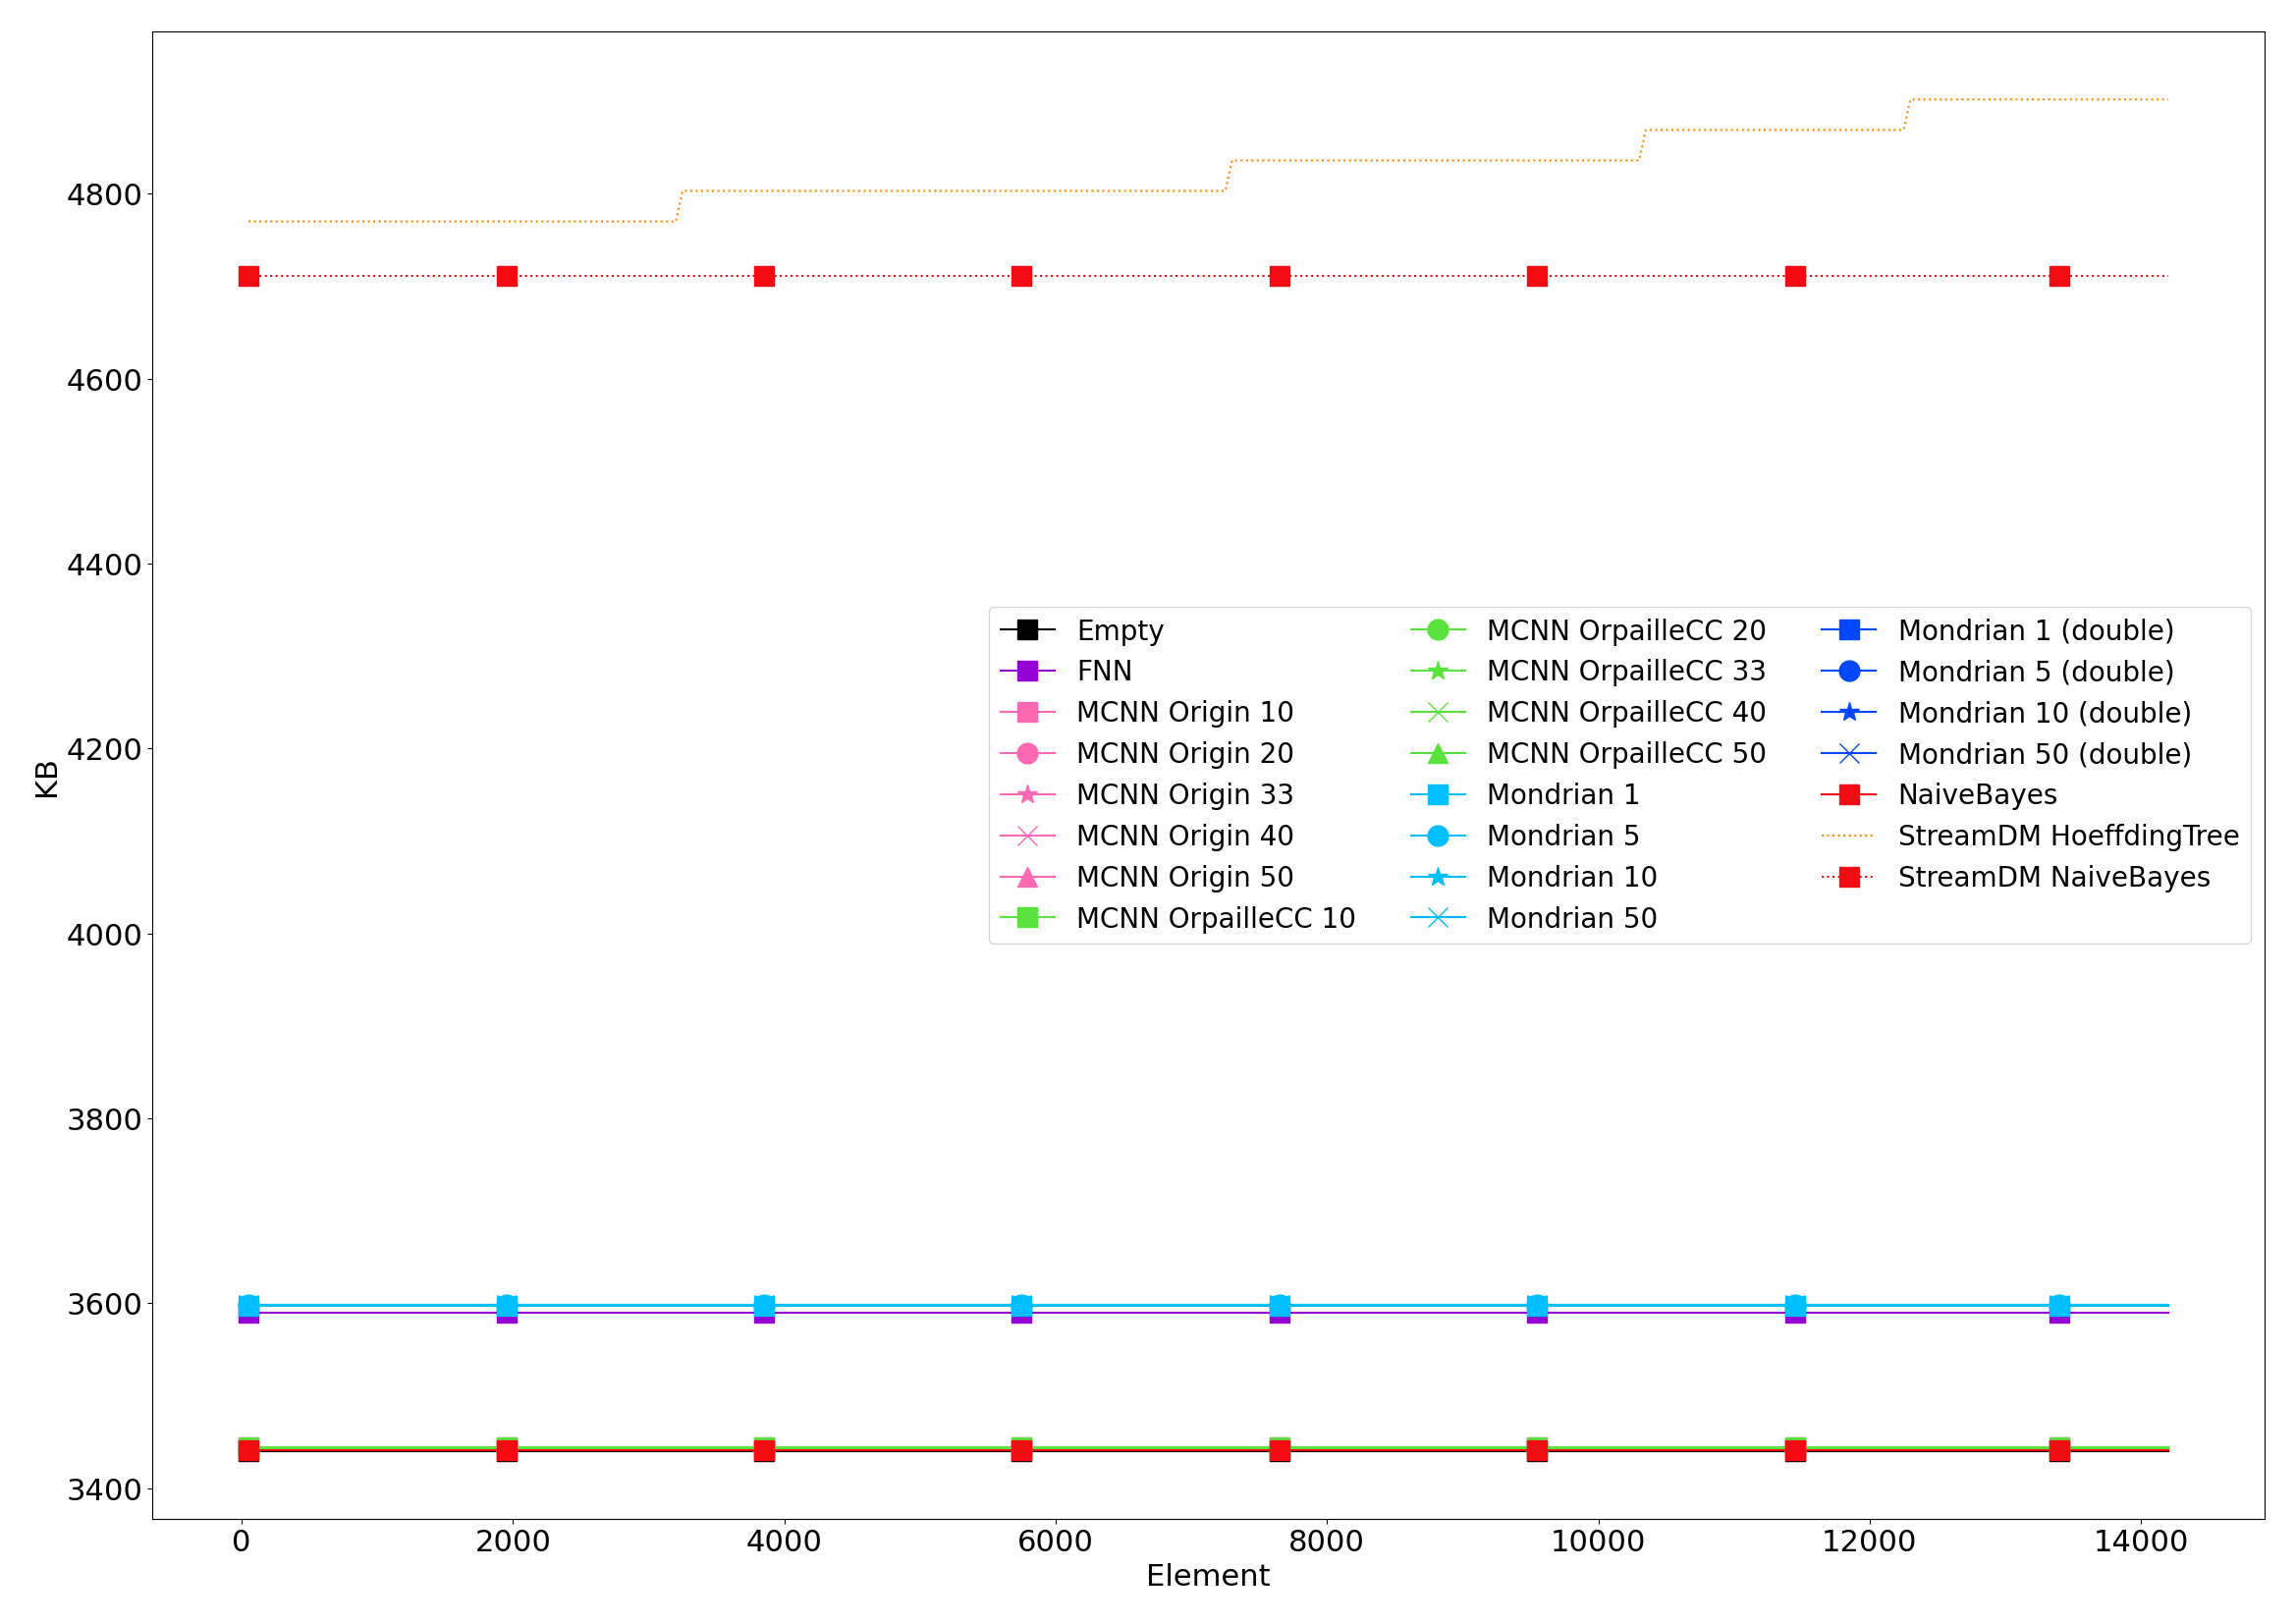 4800
4600
4400
4200
4000
3800
3600
3400
KB
Empty
FNN
MCNN Origin 10
MCNN Origin 20
MCNN Origin 33
MCNN Origin 40
MCNN Origin 50
MCNN OrpailleCC 10
MCNN OrpailleCC 20
MCNN OrpailleCC 33
MCNN OrpailleCC 40
MCNN OrpailleCC 50
Mondrian 1
Mondrian 5
Mondrian 10
Mondrian 50
Mondrian 1 (double)
Mondrian 5 (double)
Mondrian 10 (double)
Mondrian 50 (double)
NaiveBayes
StreamDM HoeffdingTree
StreamDM NaiveBayes
0 2000 4000 6000 8000 10000 12000 14000
Element